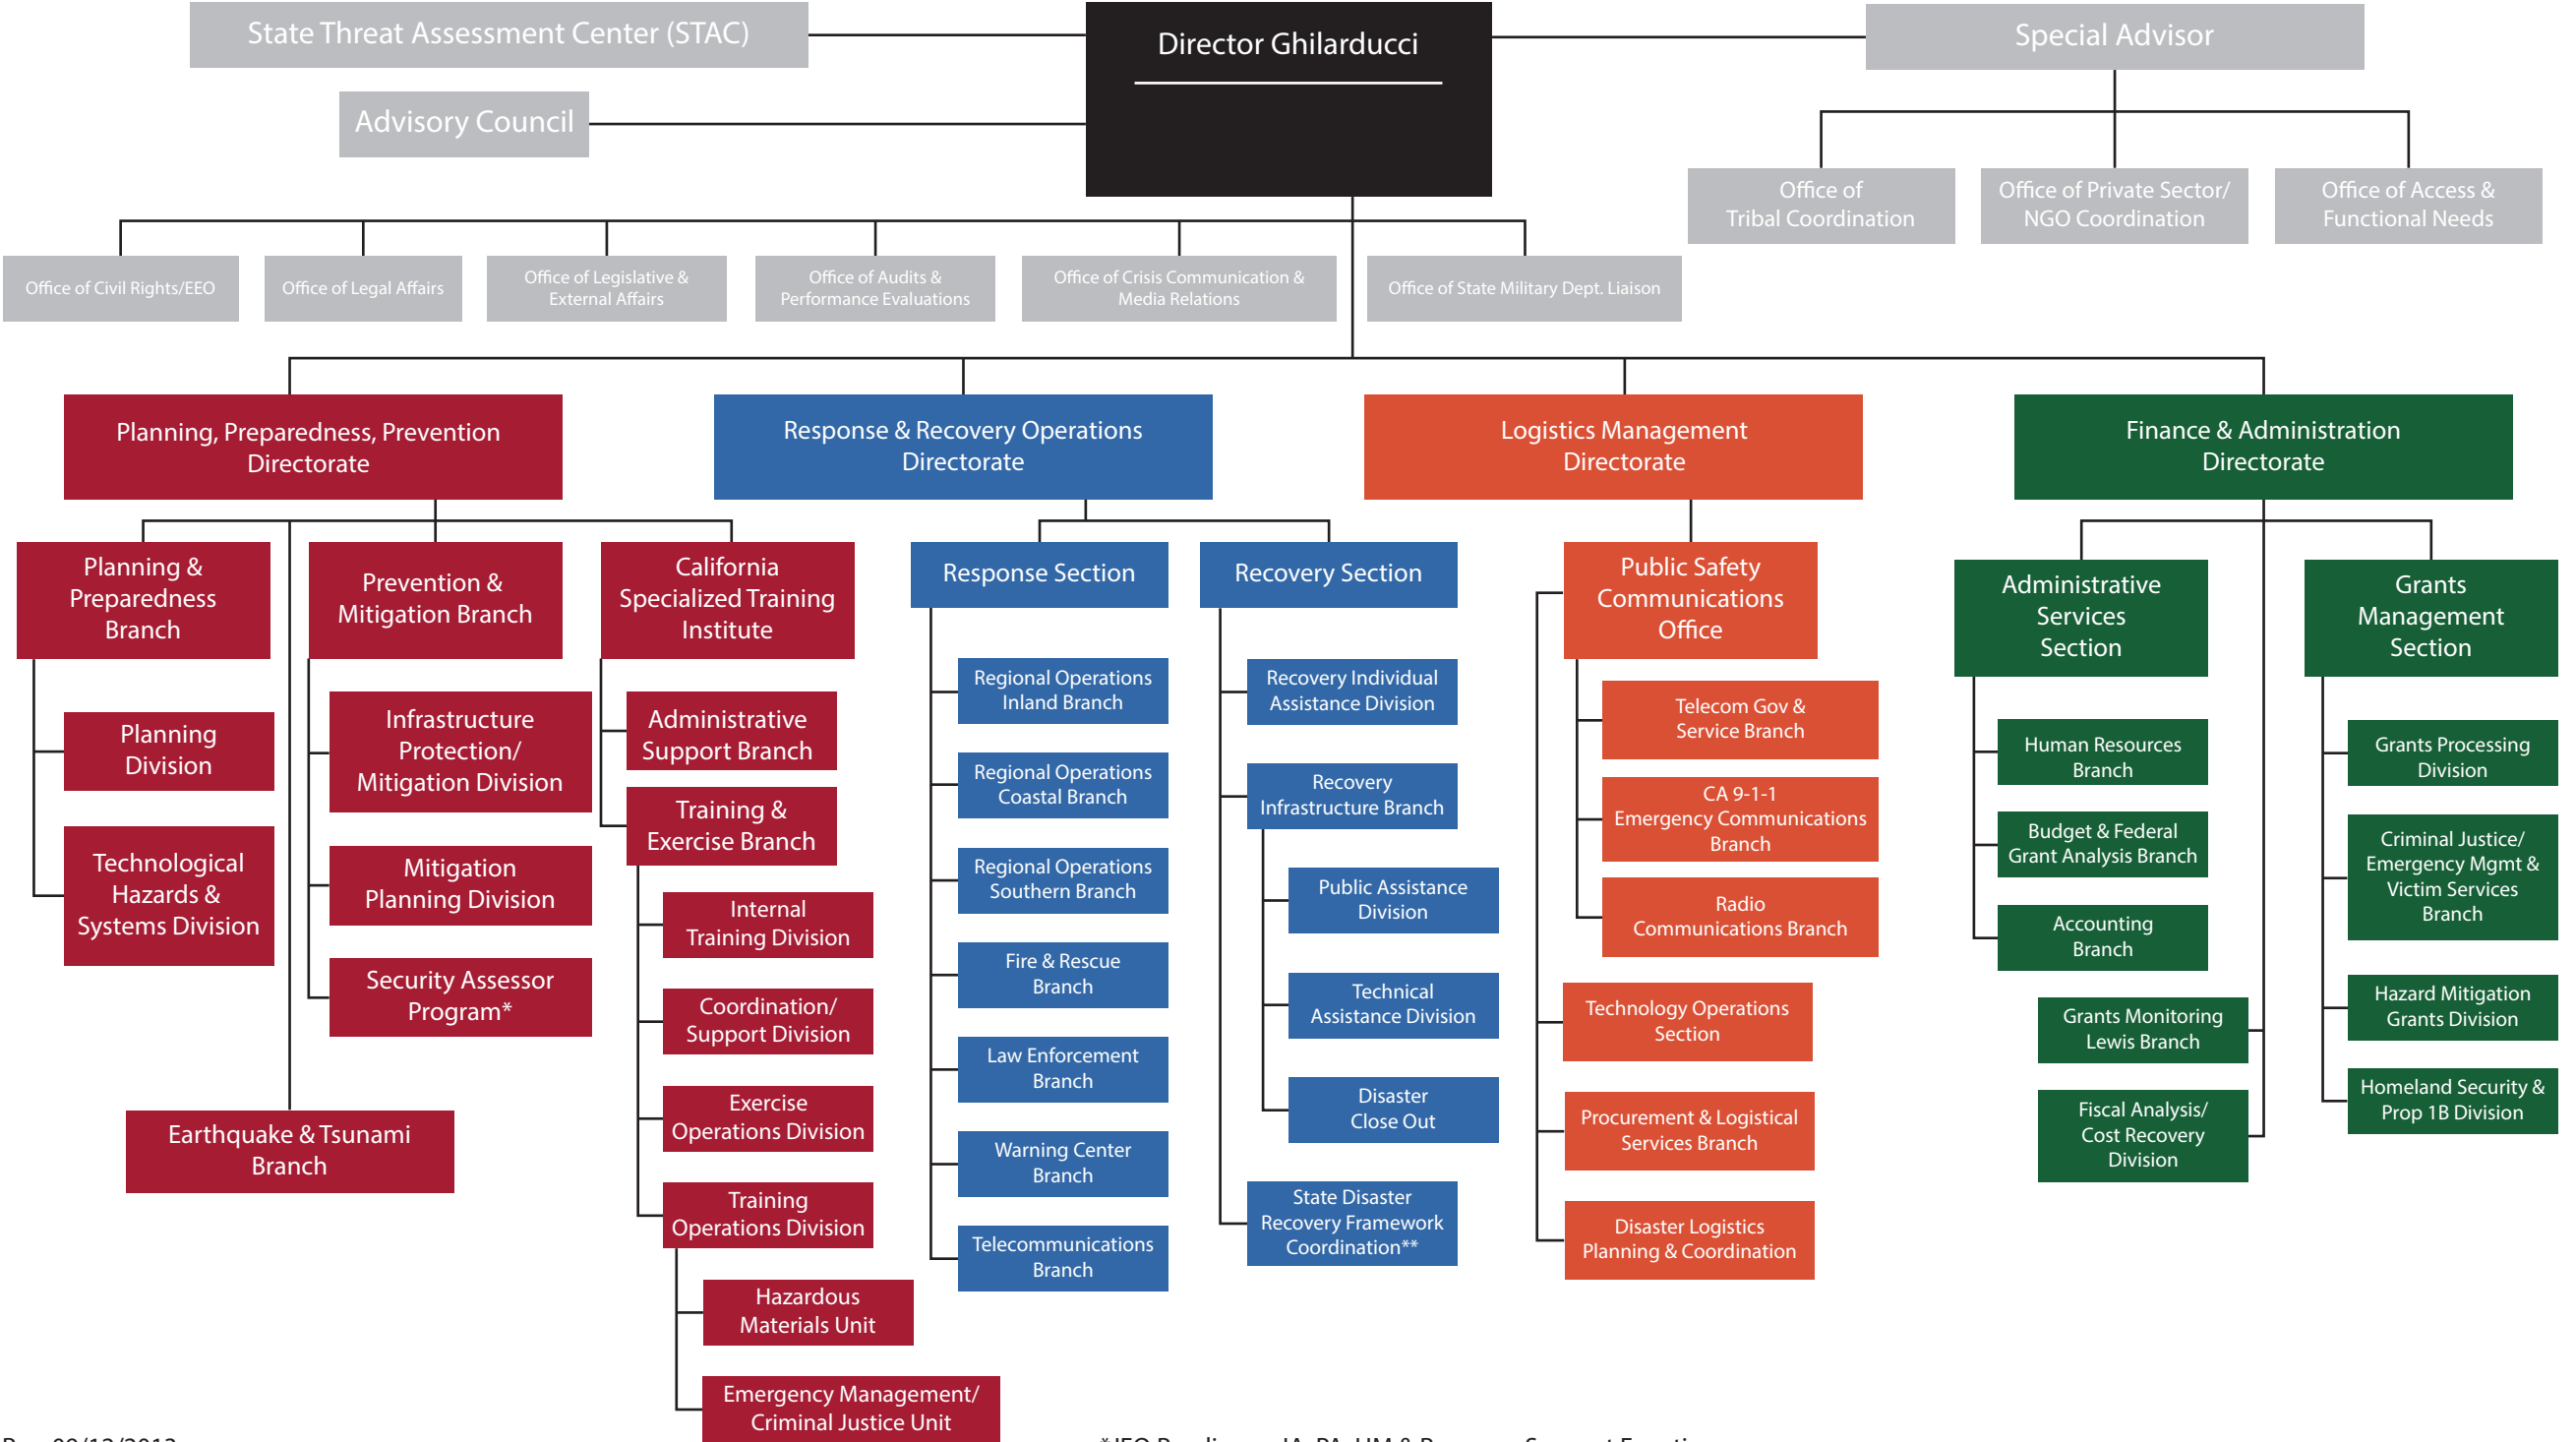 State Threat Assessment Center (STAC)
Director Ghilarducci
Special Advisor
Advisory Council
Office of
Tribal Coordination
Office of Private Sector/
NGO Coordination
Office of Access &
Functional Needs
Office of Civil Rights/EEO
Office of Legal Affairs
Office of Legislative &
External Affairs
Office of Audits &
Performance Evaluations
Office of Crisis Communication &
Media Relations
Office of State Military Dept. Liaison
Planning, Preparedness, Prevention
Directorate
Response & Recovery Operations
Directorate
Logistics Management
Directorate
Finance & Administration
Directorate
Planning &
Preparedness
Branch
Planning
Division
Technological
Hazards &
Systems Division
Prevention &
Mitigation Branch
Infrastructure
Protection/
Mitigation Division
Mitigation
Planning Division
Security Assessor
Program*
Earthquake & Tsunami
Branch
California
Specialized Training
Institute
Administrative
Support Branch
Training &
Exercise Branch
Internal
Training Division
Coordination/
Support Division
Exercise
Operations Division
Training
Operations Division
Hazardous
Materials Unit
Emergency Management/
Criminal Justice Unit
Response Section
Regional Operations
Inland Branch
Regional Operations
Coastal Branch
Regional Operations
Southern Branch
Fire & Rescue
Branch
Law Enforcement
Branch
Warning Center
Branch
Telecommunications
Branch
Recovery Section
Recovery Individual
Assistance Division
Recovery
Infrastructure Branch
Public Assistance
Division
Technical
Assistance Division
Disaster
Close Out
State Disaster
Recovery Framework
Coordination**
Public Safety
Communications
Office
Telecom Gov &
Service Branch
CA 9-1-1
Emergency Communications
Branch
Radio
Communications Branch
Technology Operations
Section
Procurement & Logistical
Services Branch
Disaster Logistics
Planning & Coordination
Administrative
Services
Section
Human Resources
Branch
Budget & Federal
Grant Analysis Branch
Accounting
Branch
Grants Monitoring
Lewis Branch
Fiscal Analysis/
Cost Recovery
Division
Grants
Management
Section
Grants Processing
Division
Criminal Justice/
Emergency Mgmt &
Victim Services
Branch
Hazard Mitigation
Grants Division
Homeland Security &
Prop 1B Division